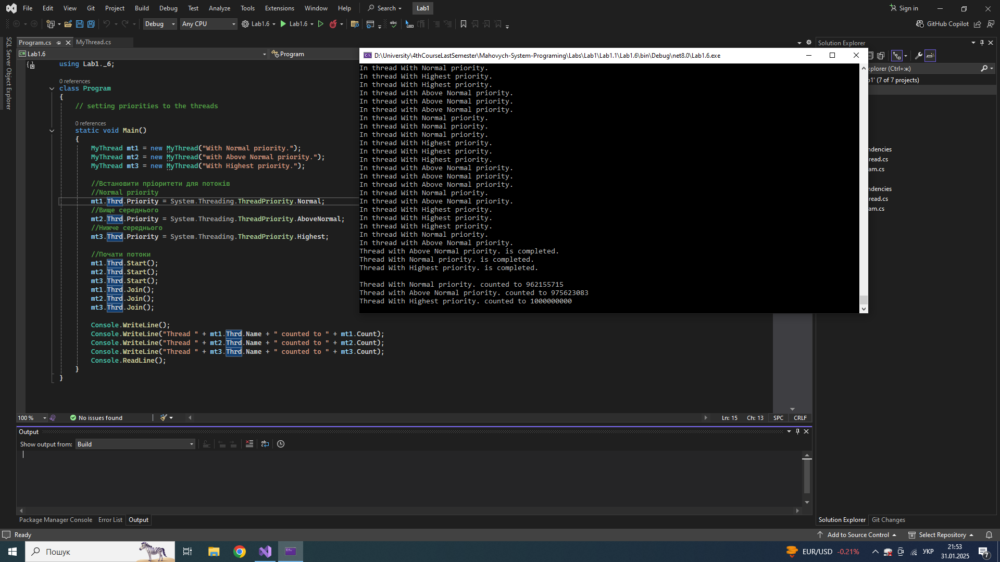 File Edit View Git Project Build Debug Test Analyze Tools Extensions Window Help Search Lab1 Sign in
Debug Any CPU Lab1.6 Lab1.6 GitHub Copilot
SQL Server Object Explorer
Program.cs MyThread.cs
Lab1.6 Program
using Lab1._6;
0 references
class Program
{
// setting priorities to the threads
0 references
static void Main()
{
MyThread mt1 = new MyThread("With Normal priority.");
MyThread mt2 = new MyThread("with Above Normal priority.");
MyThread mt3 = new MyThread("With Highest priority.");
//Встановити пріоритети для потоків
//Normal priority
mt1.Thrd.Priority = System.Threading.ThreadPriority.Normal;
//Вище середнього
mt2.Thrd.Priority = System.Threading.ThreadPriority.AboveNormal;
//Нижче середнього
mt3.Thrd.Priority = System.Threading.ThreadPriority.Highest;
//Почати потоки
mt1.Thrd.Start();
mt2.Thrd.Start();
mt3.Thrd.Start();
mt1.Thrd.Join();
mt2.Thrd.Join();
mt3.Thrd.Join();
Console.WriteLine();
Console.WriteLine("Thread " + mt1.Thrd.Name + " counted to " + mt1.Count);
Console.WriteLine("Thread " + mt2.Thrd.Name + " counted to " + mt2.Count);
Console.WriteLine("Thread " + mt3.Thrd.Name + " counted to " + mt3.Count);
Console.ReadLine();
}
}
D:\University\4thCourseLastSemester\Mahovych-System-Programing\Labs\Lab1\Lab1.1\Lab1.6\bin\Debug\net8.0\Lab1.6.exe
In thread With Normal priority.
In thread With Highest priority.
In thread With Highest priority.
In thread with Above Normal priority.
In thread with Above Normal priority.
In thread with Above Normal priority.
In thread With Normal priority.
In thread With Normal priority.
In thread With Normal priority.
In thread With Highest priority.
In thread With Highest priority.
In thread With Highest priority.
In thread with Above Normal priority.
In thread with Above Normal priority.
In thread with Above Normal priority.
In thread With Normal priority.
In thread with Above Normal priority.
In thread With Highest priority.
In thread With Highest priority.
In thread With Highest priority.
In thread With Normal priority.
In thread with Above Normal priority.
Thread with Above Normal priority. is completed.
Thread With Normal priority. is completed.
Thread With Highest priority. is completed.
Thread With Normal priority. counted to 962155715
Thread with Above Normal priority. counted to 975623083
Thread With Highest priority. counted to 1000000000
Solution Explorer
xplorer (Ctrl+ж)
b1' (7 of 7 projects)
ndencies
read.cs
am.cs
ndencies
read.cs
am.cs
100 % No issues found Ln: 15 Ch: 13 SPC CRLF
Output
Show output from: Build
Package Manager Console Error List Output
Solution Explorer Git Changes
Ready Add to Source Control Select Repository
Пошук EUR/USD -0.21% УКР 21:53
31.01.2025 7